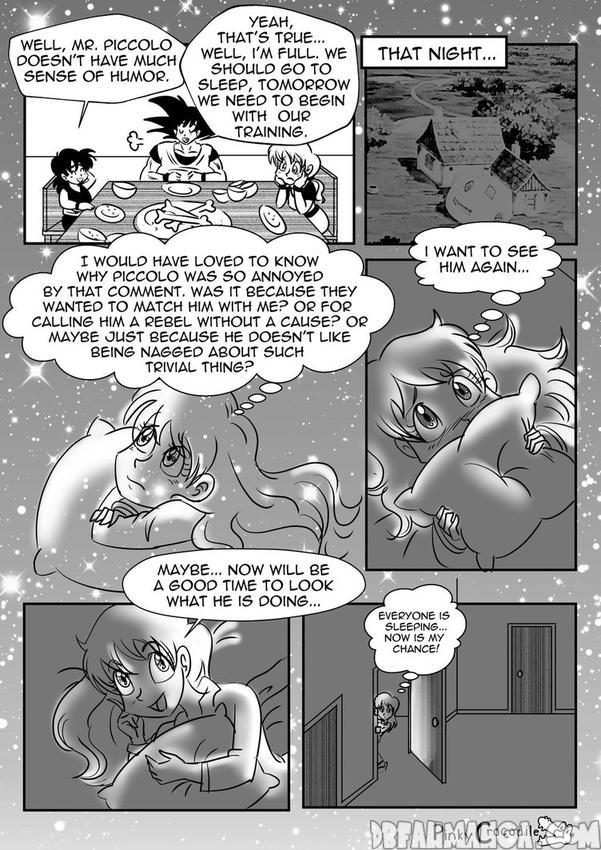 WELL, MR. PICCOLO
DOESN'T HAVE MUCH
SENSE OF HUMOR.
YEAH,
THAT'S TRUE...
WELL, I'M FULL. WE
SHOULD GO TO
SLEEP, TOMORROW
WE NEED TO BEGIN
WITH OUR
TRAINING.
THAT NIGHT...
I WOULD HAVE LOVED TO KNOW
WHY PICCOLO WAS SO ANNOYED
BY THAT COMMENT. WAS IT BECAUSE THEY
WANTED TO MATCH HIM WITH ME? OR FOR
CALLING HIM A REBEL WITHOUT A CAUSE? OR
MAYBE JUST BECAUSE HE DOESN'T LIKE
BEING NAGGED ABOUT SUCH
TRIVIAL THING?
I WANT TO SEE
HIM AGAIN...
MAYBE... NOW WILL BE
A GOOD TIME TO LOOK
WHAT HE IS DOING...
EVERYONE IS
SLEEPING...
NOW IS MY
CHANCE!
Pinky Crocodile